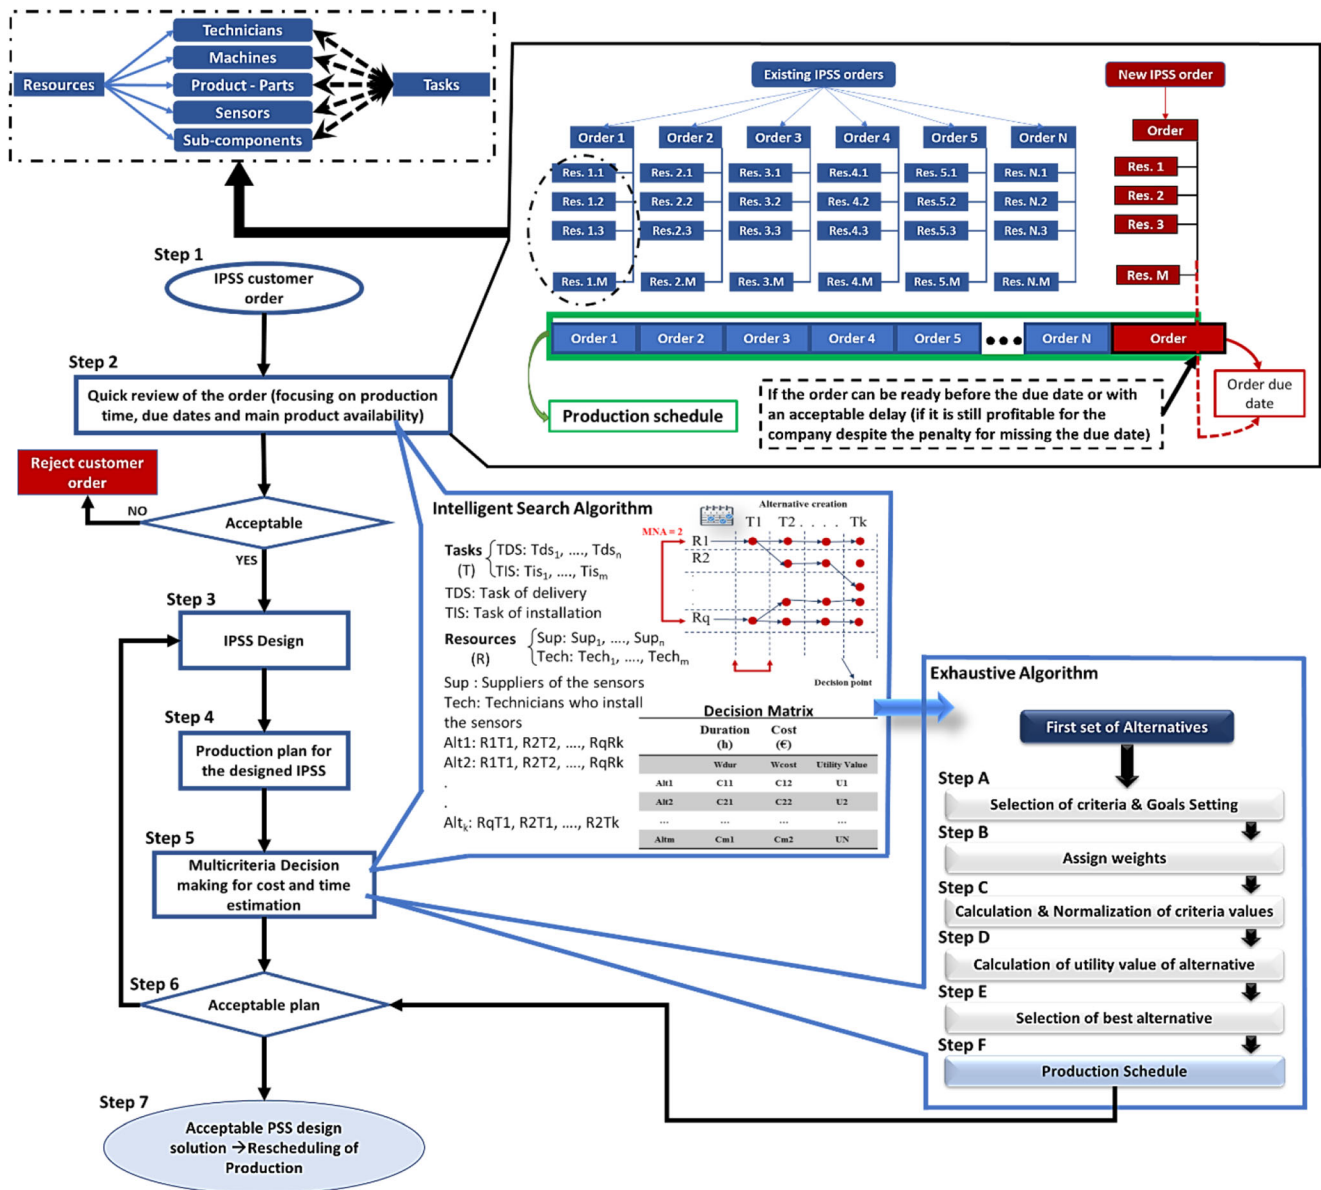 Technicians
Machines
Resources
Product - Parts
Tasks
Sensors
Sub-components
Existing IPSS orders
New IPSS order
Order 1
Order 2
Order 3
Order 4
Order 5
Order N
Order
Res. 1.1
Res. 2.1
Res. 3.1
Res.4.1
Res. 5.1
Res. N.1
Res. 1
Res. 1.2
Res. 2.2
Res. 3.2
Res. 4.2
Res. 5.2
Res. N.2
Res. 2
Res. 1.3
Res.2.3
Res. 3.3
Res.4.3
Res.5.3
Res. N.3
Res. 3
Res. 1.M
Res. 2.M
Res. 3.M
Res. 4.M
Res. 5.M
Res. N.M
Res. M
Order 1
Order 2
Order 3
Order 4
Order 5
Order N
Order
Production schedule
If the order can be ready before the due date or with
an acceptable delay (if it is still profitable for the
company despite the penalty for missing the due date)
Order due
date
Step 1
IPSS customer
order
Step 2
Quick review of the order (focusing on production
time, due dates and main product availability)
Reject customer
order
NO
Acceptable
YES
Step 3
IPSS Design
Step 4
Production plan for
the designed IPSS
Step 5
Multicriteria Decision
making for cost and time
estimation
Step 6
Acceptable plan
Step 7
Acceptable PSS design
solution →Rescheduling of
Production
Intelligent Search Algorithm
Tasks
(T)
TDS: Tds1, ...., Tdsn
TIS: Tis1, ...., Tism
TDS: Task of delivery
TIS: Task of installation
Resources
(R)
Sup: Sup1, ...., Supn
Tech: Tech1, ...., Techm
Sup : Suppliers of the sensors
Tech: Technicians who install
the sensors
Alt1: R1T1, R2T2, ...., RqRk
Alt2: R1T1, R2T2, ...., RqRk
.
.
Altk: RqT1, R2T1, ...., R2Tk
Alternative creation
T1 T2 . . . . Tk
MNA = 2
R1
R2
.
.
Rq
Decision point
Decision Matrix
Duration
(h)
Cost
(€)
Wdur Wcost Utility Value
Alt1 C11 C12 U1
Alt2 C21 C22 U2
... ... ... ...
Altm Cm1 Cm2 UN
Exhaustive Algorithm
First set of Alternatives
Step A
Selection of criteria & Goals Setting
Step B
Assign weights
Step C
Calculation & Normalization of criteria values
Step D
Calculation of utility value of alternative
Step E
Selection of best alternative
Step F
Production Schedule